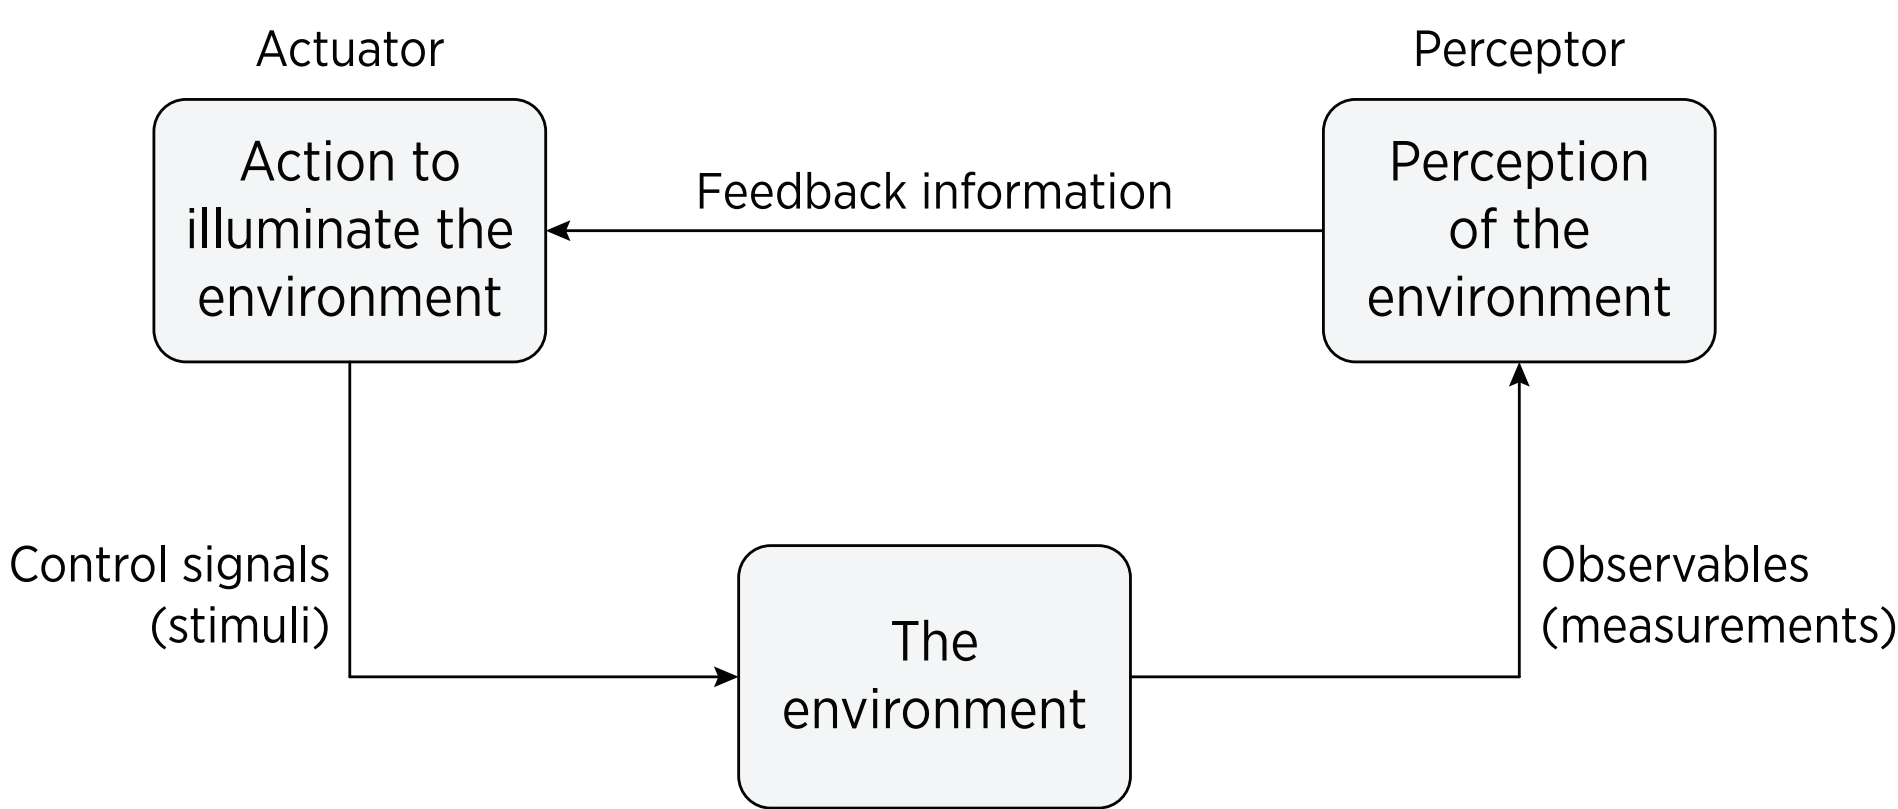 Actuator
Perceptor
Action to
illuminate the
environment
Feedback information
Perception
of the
environment
Control signals
(stimuli)
The
environment
Observables
(measurements)